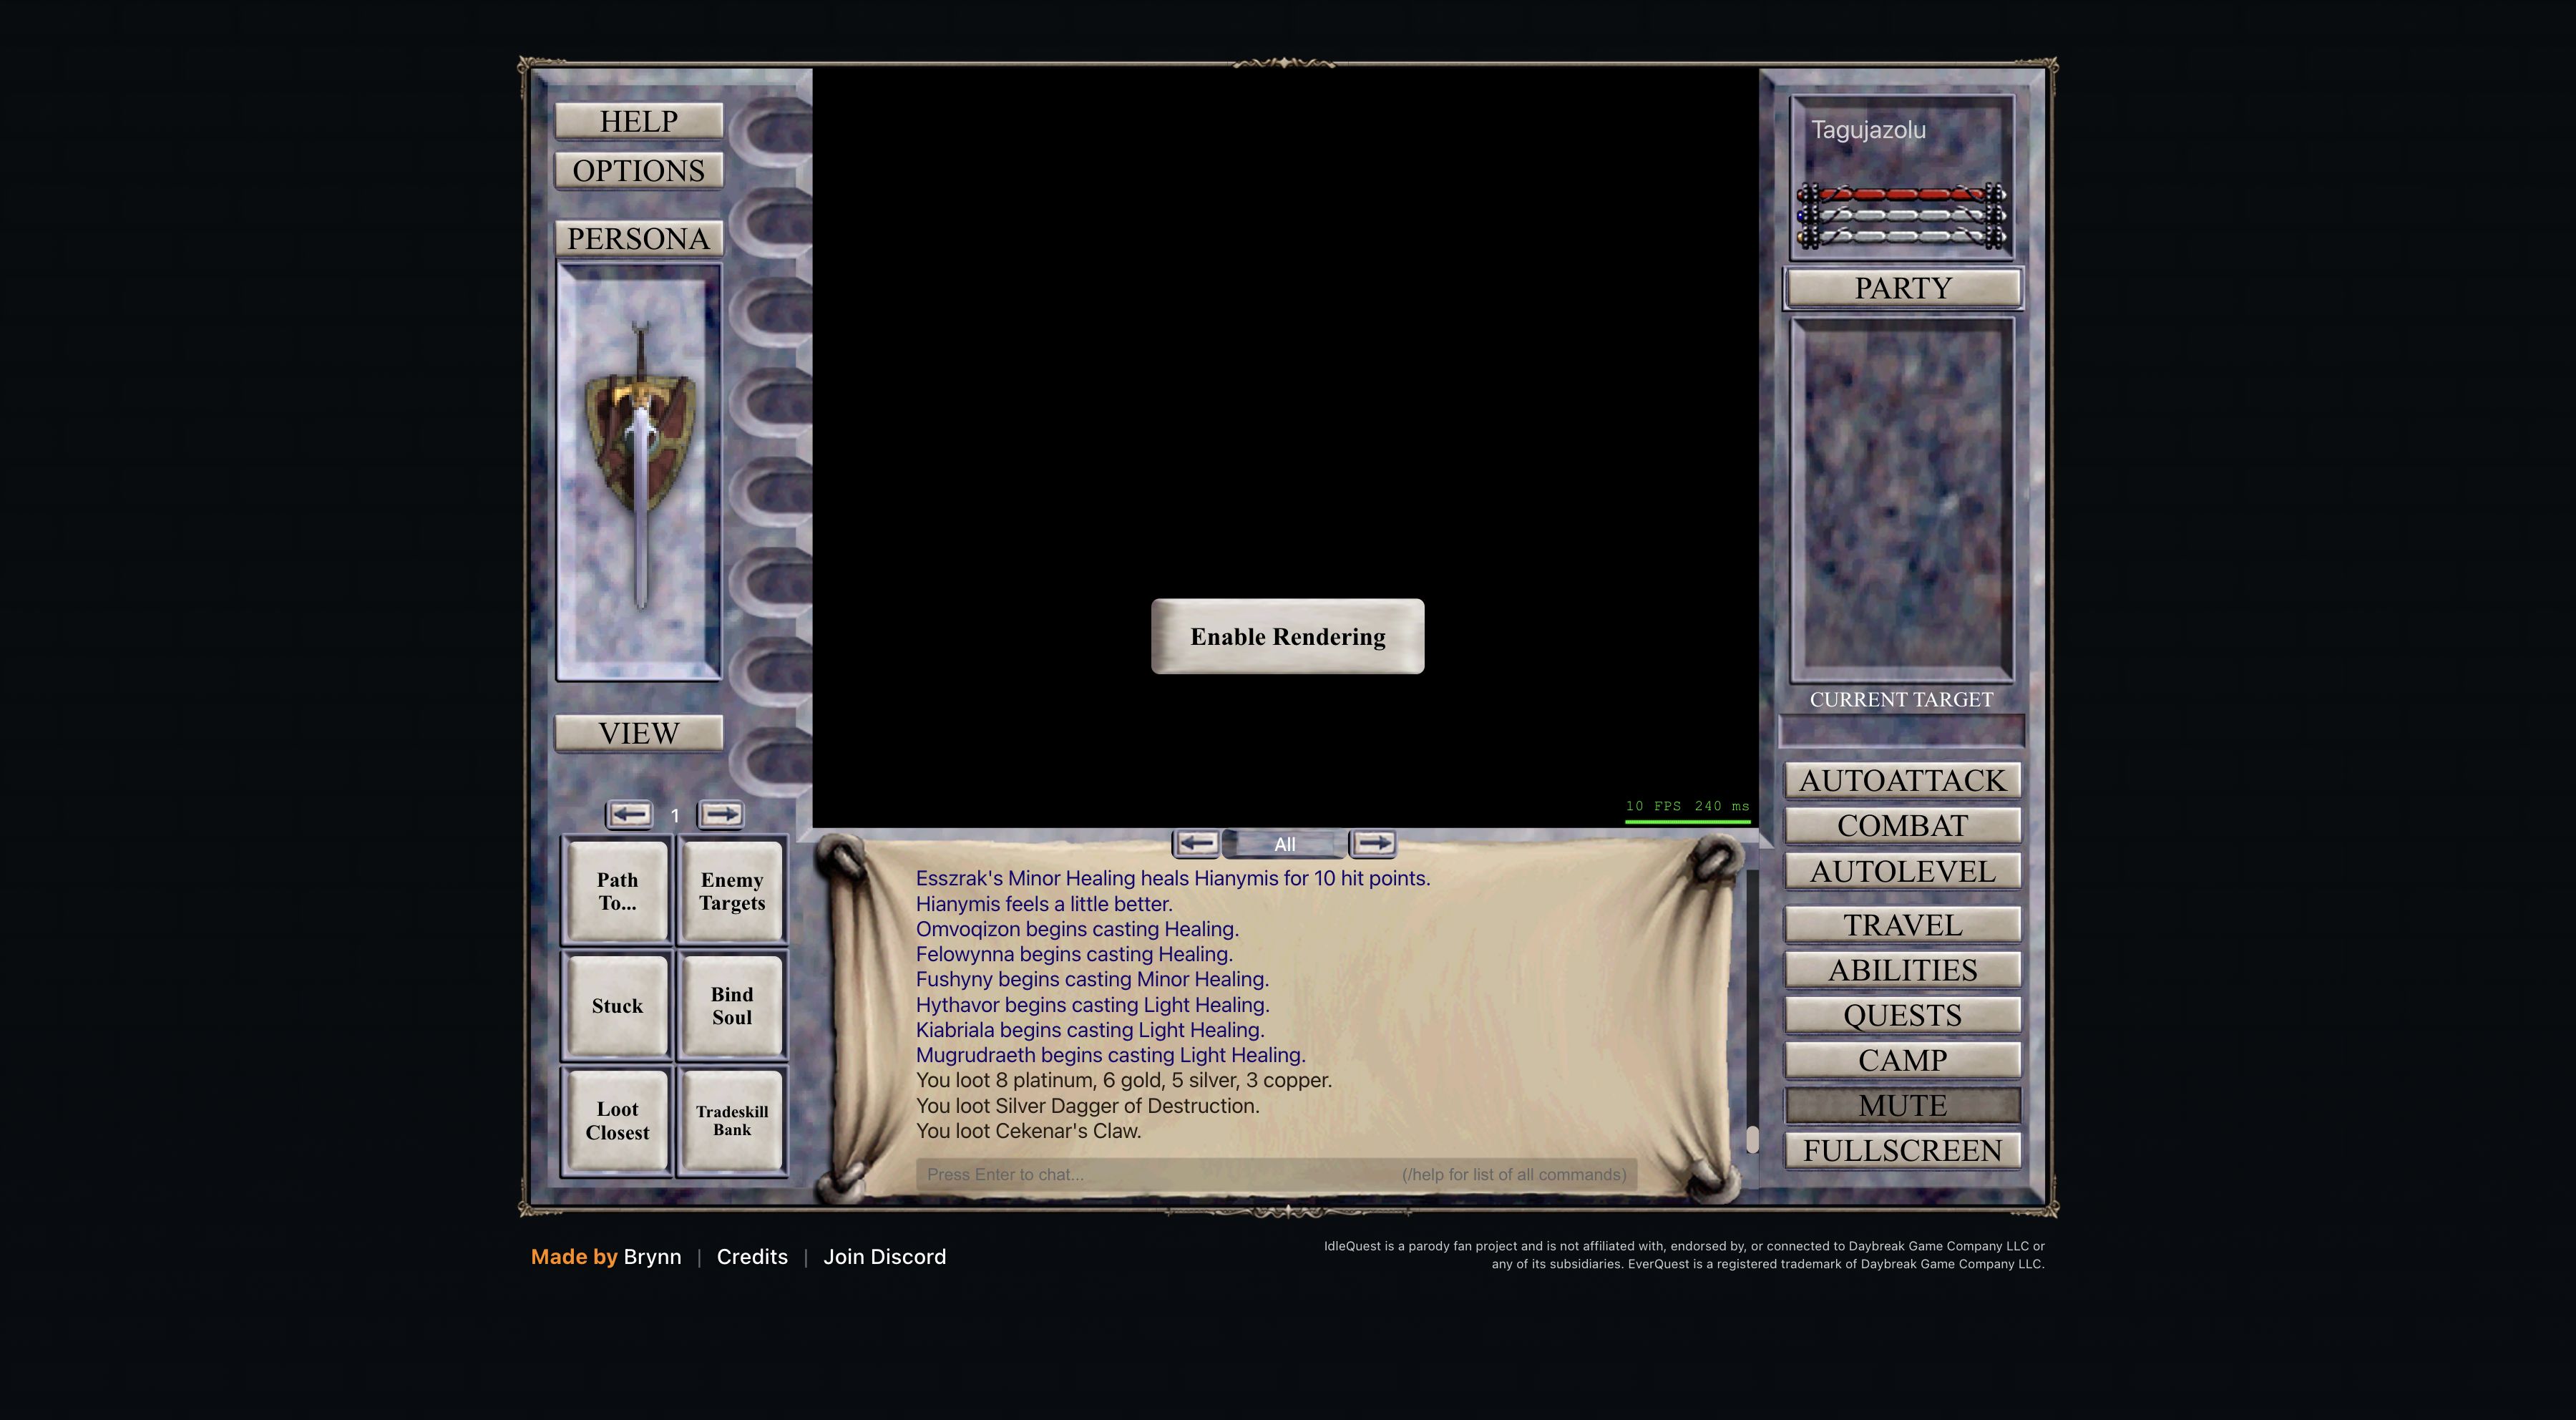 HELP
OPTIONS
PERSONA
VIEW
1
Path
To...
Enemy
Targets
Stuck
Bind
Soul
Loot
Closest
Tradeskill
Bank
Enable Rendering
10 FPS 240 ms
All
Esszrak's Minor Healing heals Hianymis for 10 hit points.
Hianymis feels a little better.
Omvoqizon begins casting Healing.
Felowynna begins casting Healing.
Fushyny begins casting Minor Healing.
Hythavor begins casting Light Healing.
Kiabriala begins casting Light Healing.
Mugrudraeth begins casting Light Healing.
You loot 8 platinum, 6 gold, 5 silver, 3 copper.
You loot Silver Dagger of Destruction.
You loot Cekenar's Claw.
Press Enter to chat... (/help for list of all commands)
Tagujazolu
PARTY
CURRENT TARGET
AUTOATTACK
COMBAT
AUTOLEVEL
TRAVEL
ABILITIES
QUESTS
CAMP
MUTE
FULLSCREEN
Made by Brynn | Credits | Join Discord
IdleQuest is a parody fan project and is not affiliated with, endorsed by, or connected to Daybreak Game Company LLC or
any of its subsidiaries. EverQuest is a registered trademark of Daybreak Game Company LLC.